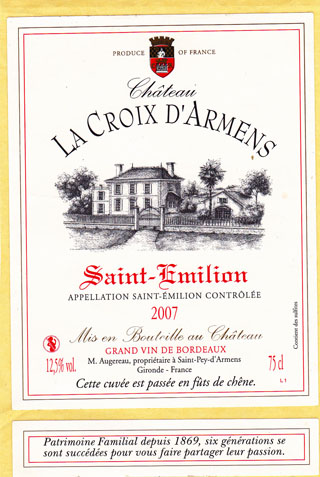 PRODUCE OF FRANCE
Château
LA CROIX D'ARMENS
Saint-Emilion
APPELLATION SAINT-ÉMILION CONTRÔLÉE
2007
Mis en Bouteille au Château
GRAND VIN DE BORDEAUX
12,5% vol.
M. Augereau, propriétaire à Saint-Pey-d'Armens
Gironde - France
75 cl
L 1
Cette cuvée est passée en fûts de chêne.
Contient des sulfites
Patrimoine Familial depuis 1869, six générations se
sont succédées pour vous faire partager leur passion.